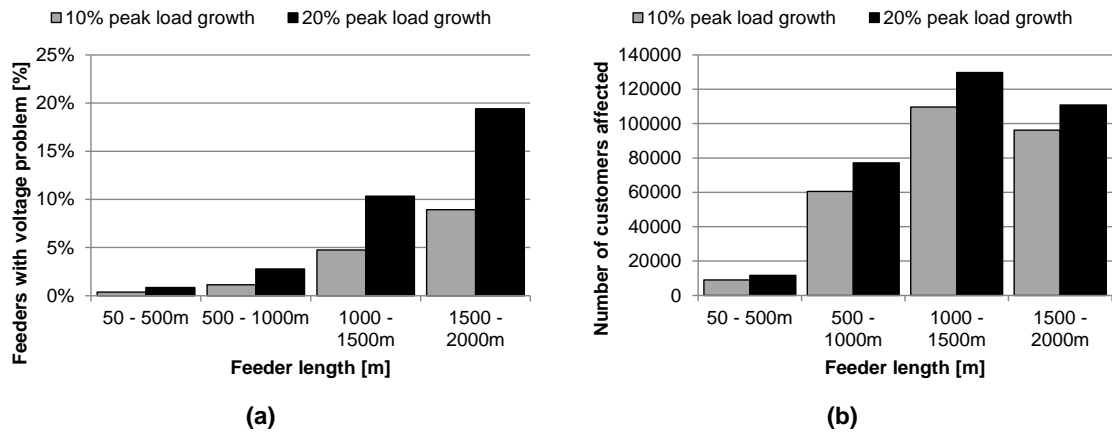 10% peak load growth
20% peak load growth
Feeders with voltage problem [%]
25%
20%
15%
10%
5%
0%
50 - 500m
500 - 1000m
1000 -
1500m
1500 -
2000m
Feeder length [m]
(a)
10% peak load growth
20% peak load growth
Number of customers affected
140000
120000
100000
80000
60000
40000
20000
0
50 - 500m
500 -
1000m
1000 -
1500m
1500 -
2000m
Feeder length [m]
(b)